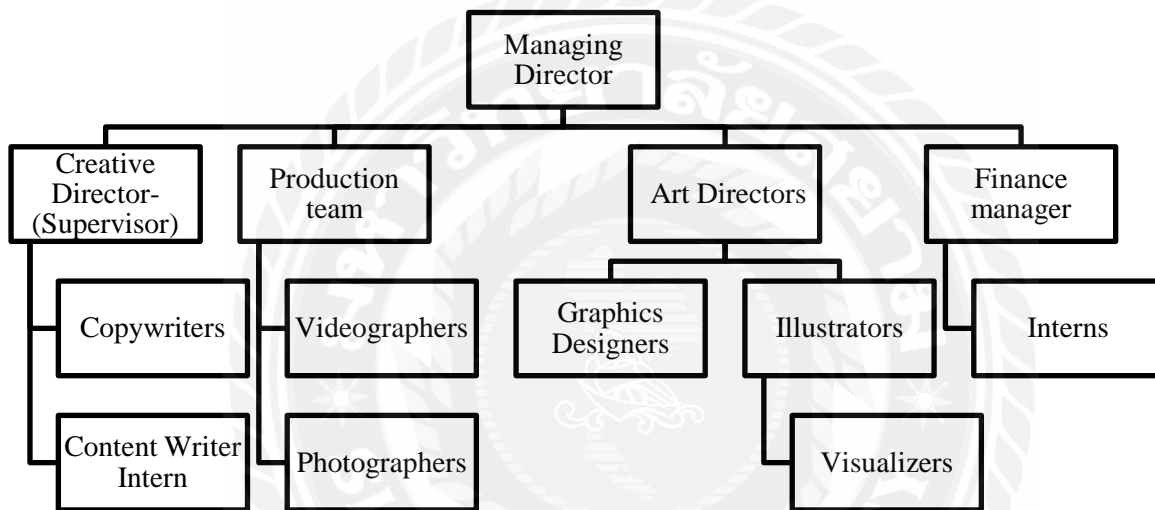 Managing
Director
Creative
Director-
(Supervisor)
Production
team
Art Directors
Finance
manager
Copywriters
Videographers
Graphics
Designers
Illustrators
Interns
Content Writer
Intern
Photographers
Visualizers